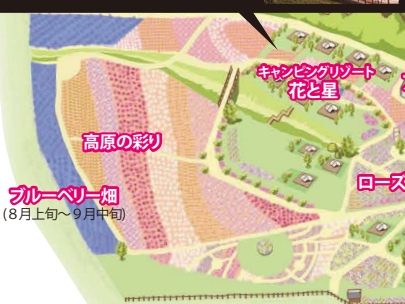 キャンピングリゾート
花と星
高原の彩り
ローズ
ブルーベリー畑
(8月上旬～9月中旬)